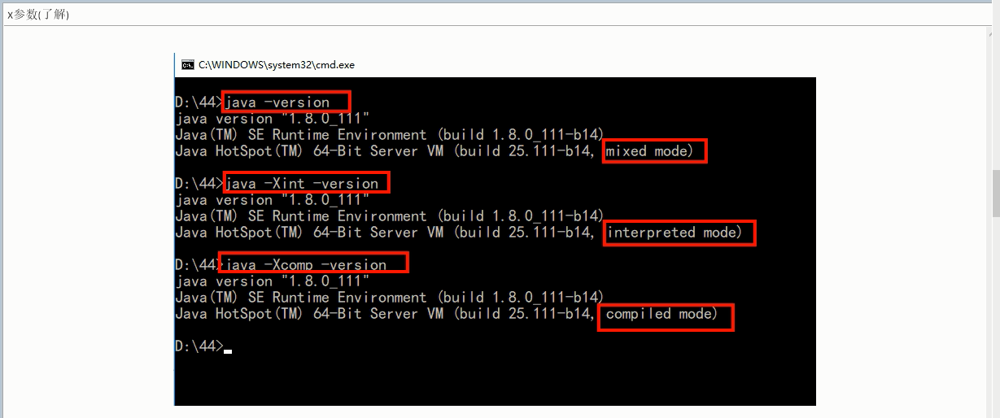 x参数(了解)
C:\WINDOWS\system32\cmd.exe
D:\44>java -version
java version "1.8.0_111"
Java(TM) SE Runtime Environment (build 1.8.0_111-b14)
Java HotSpot(TM) 64-Bit Server VM (build 25.111-b14, mixed mode)
D:\44>java -Xint -version
java version "1.8.0_111"
Java(TM) SE Runtime Environment (build 1.8.0_111-b14)
Java HotSpot(TM) 64-Bit Server VM (build 25.111-b14, interpreted mode)
D:\44>java -Xcomp -version
java version "1.8.0_111"
Java(TM) SE Runtime Environment (build 1.8.0_111-b14)
Java HotSpot(TM) 64-Bit Server VM (build 25.111-b14, compiled mode)
D:\44>